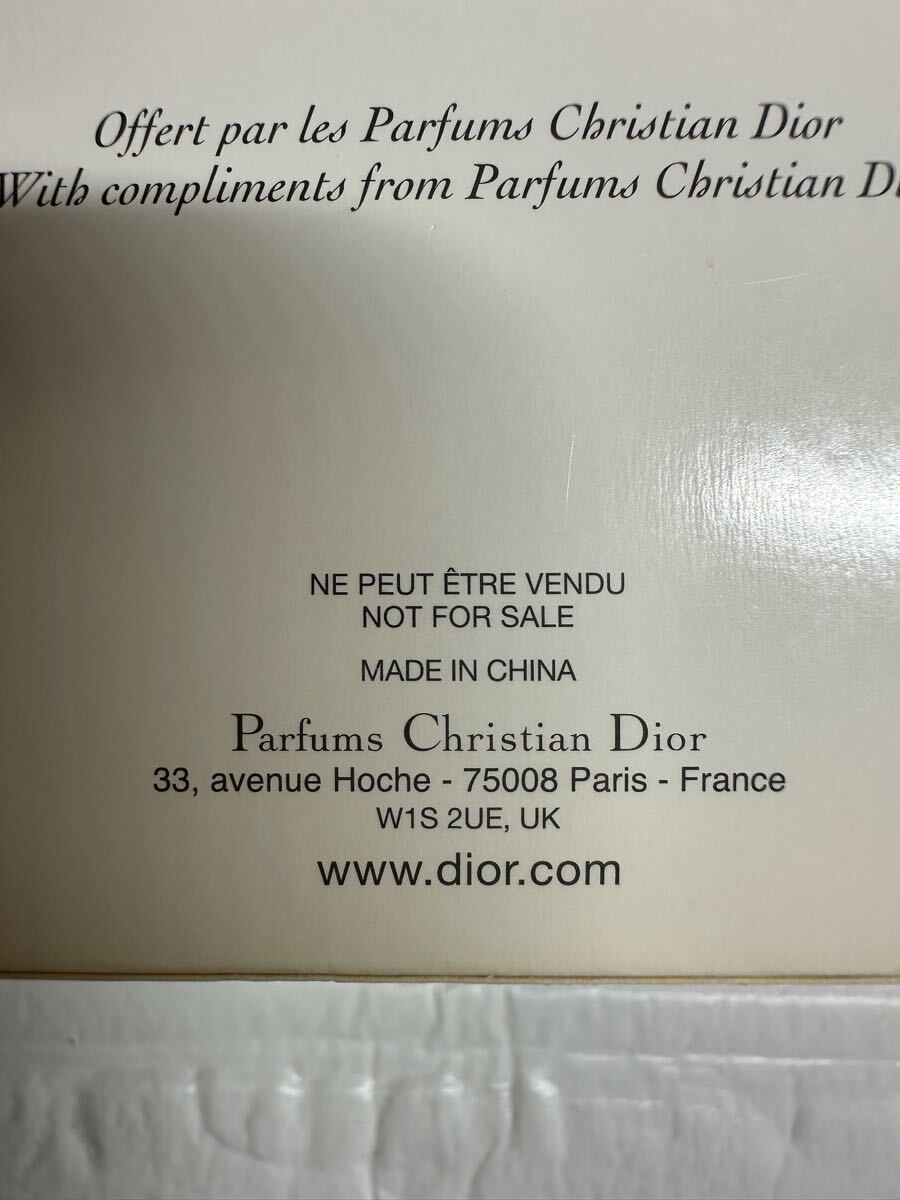 Offert par les Parfums Christian Dior
With compliments from Parfums Christian
NE PEUT ÊTRE VENDU
NOT FOR SALE
MADE IN CHINA
Parfums Christian Dior
33, avenue Hoche - 75008 Paris - France
W1S 2UE, UK
www.dior.com